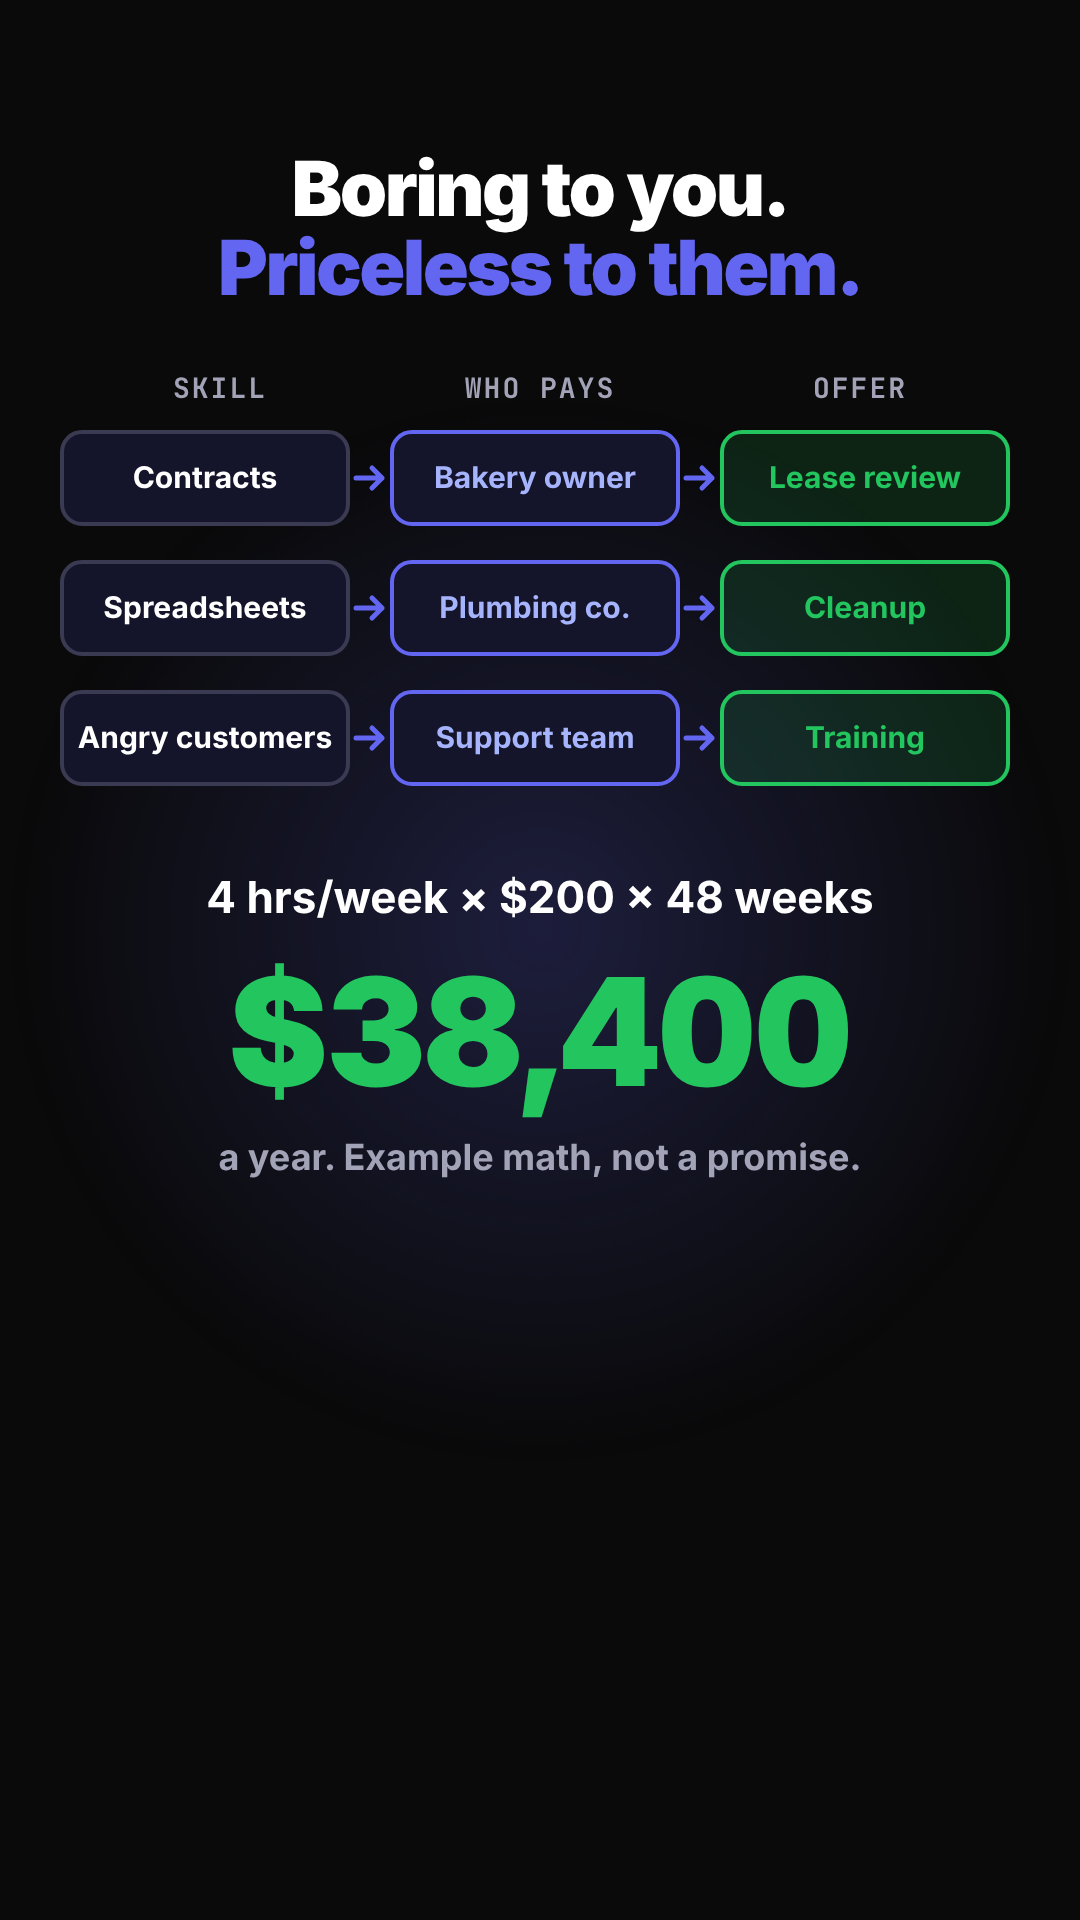 Boring to you.
Priceless to them.
SKILL WHO PAYS OFFER
Contracts → Bakery owner → Lease review
Spreadsheets → Plumbing co. → Cleanup
Angry customers → Support team → Training
4 hrs/week × $200 × 48 weeks
$38,400
a year. Example math, not a promise.